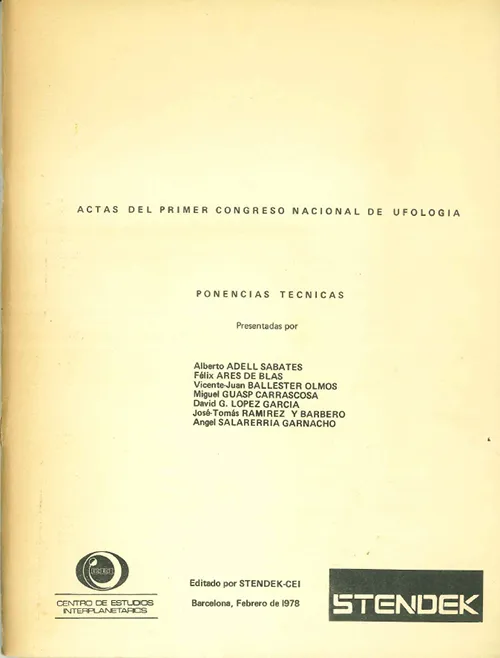 ACTAS DEL PRIMER CONGRESO NACIONAL DE UFOLOGIA
PONENCIAS TECNICAS
Presentadas por
Alberto ADELL SABATES
Félix ARES DE BLAS
Vicente-Juan BALLESTER OLMOS
Miguel GUASP CARRASCOSA
David G. LOPEZ GARCIA
José-Tomás RAMIREZ Y BARBERO
Angel SALARERRIA GARNACHO
CEI
CENTRO DE ESTUDIOS
INTERPLANETARIOS
Editado por STENDEK-CEI
Barcelona, Febrero de 1978
STENDEK